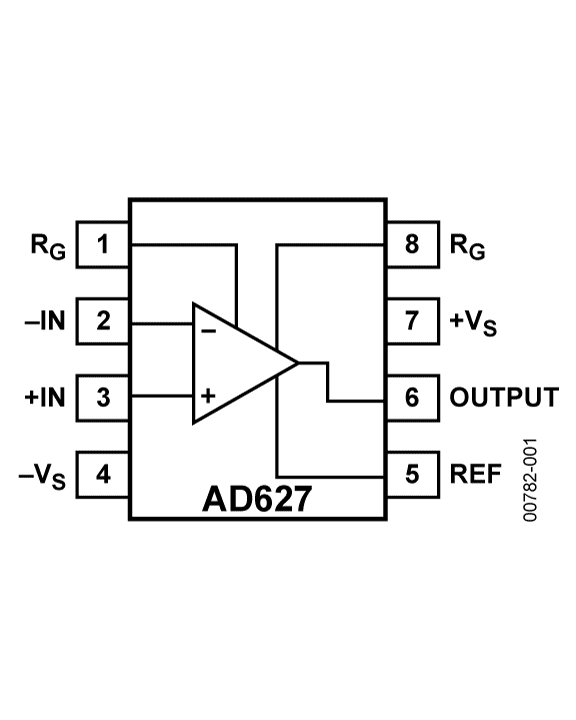 RG 1 8 RG
–IN 2 – 7 +VS
+IN 3 + 6 OUTPUT
–VS 4 5 REF
AD627
00782-001